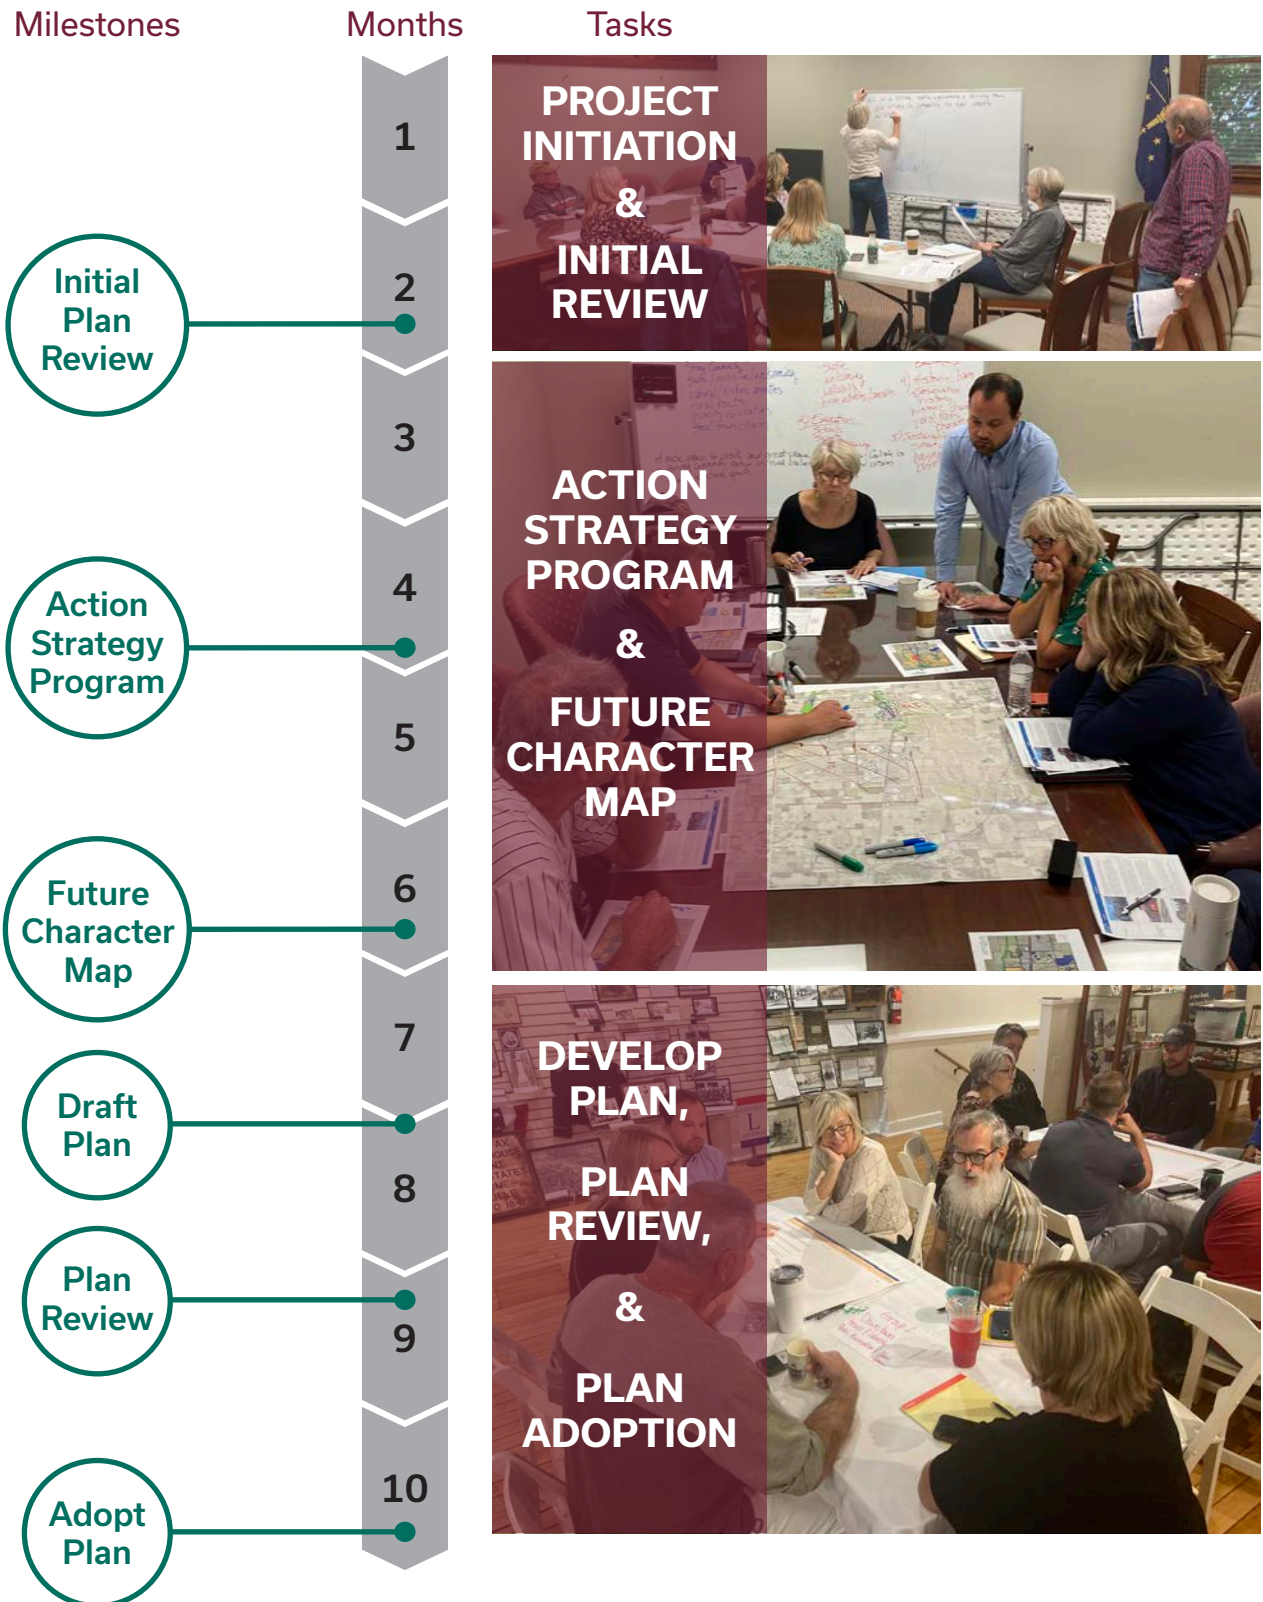 Milestones
Months
Tasks
1
2
3
4
5
6
7
8
9
10
Initial
Plan
Review
Action
Strategy
Program
Future
Character
Map
Draft
Plan
Plan
Review
Adopt
Plan
PROJECT
INITIATION
&
INITIAL
REVIEW
ACTION
STRATEGY
PROGRAM
&
FUTURE
CHARACTER
MAP
DEVELOP
PLAN,
PLAN
REVIEW,
&
PLAN
ADOPTION